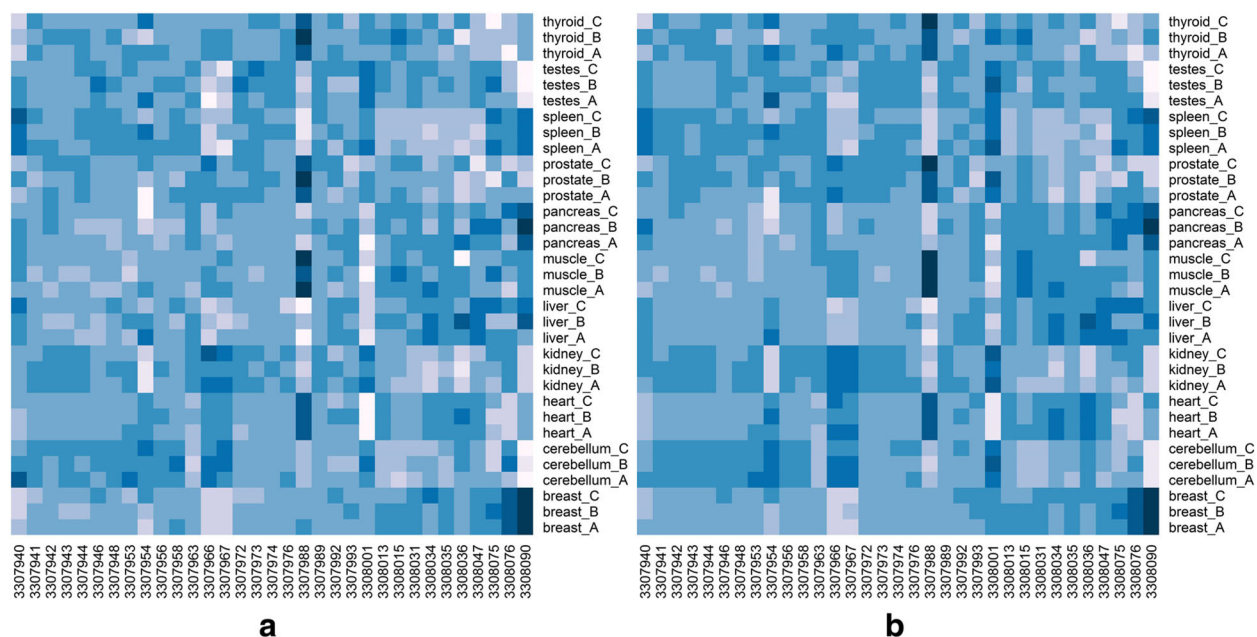 thyroid_C
thyroid_B
thyroid_A
testes_C
testes_B
testes_A
spleen_C
spleen_B
spleen_A
prostate_C
prostate_B
prostate_A
pancreas_C
pancreas_B
pancreas_A
muscle_C
muscle_B
muscle_A
liver_C
liver_B
liver_A
kidney_C
kidney_B
kidney_A
heart_C
heart_B
heart_A
cerebellum_C
cerebellum_B
cerebellum_A
breast_C
breast_B
breast_A
3307940
3307941
3307942
3307943
3307944
3307946
3307948
3307953
3307954
3307956
3307958
3307963
3307966
3307967
3307972
3307973
3307974
3307976
3307988
3307989
3307992
3307993
3308001
3308013
3308015
3308031
3308034
3308035
3308036
3308047
3308075
3308076
3308090
a
thyroid_C
thyroid_B
thyroid_A
testes_C
testes_B
testes_A
spleen_C
spleen_B
spleen_A
prostate_C
prostate_B
prostate_A
pancreas_C
pancreas_B
pancreas_A
muscle_C
muscle_B
muscle_A
liver_C
liver_B
liver_A
kidney_C
kidney_B
kidney_A
heart_C
heart_B
heart_A
cerebellum_C
cerebellum_B
cerebellum_A
breast_C
breast_B
breast_A
3307940
3307941
3307942
3307943
3307944
3307946
3307948
3307953
3307954
3307956
3307958
3307963
3307966
3307967
3307972
3307973
3307974
3307976
3307988
3307989
3307992
3307993
3308001
3308013
3308015
3308031
3308034
3308035
3308036
3308047
3308075
3308076
3308090
b